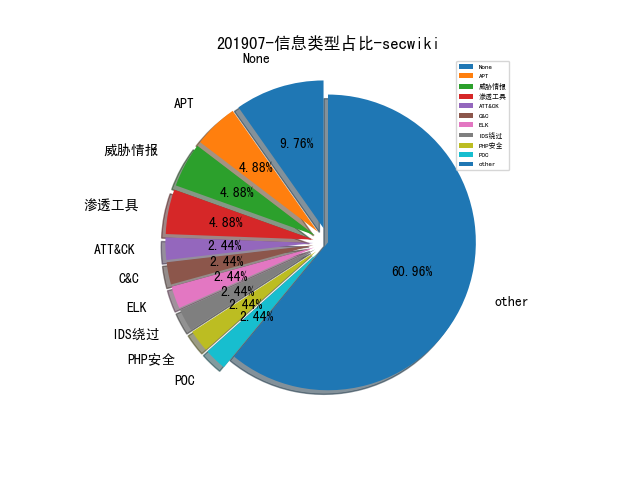 201907-信息类型占比-secwiki
None
APT
威胁情报
渗透工具
ATT&CK
C&C
ELK
IDS绕过
PHP安全
POC
other
9.76%
4.88%
4.88%
4.88%
2.44%
2.44%
2.44%
2.44%
2.44%
2.44%
60.96%
None
APT
威胁情报
渗透工具
ATT&CK
C&C
ELK
IDS绕过
PHP安全
POC
other